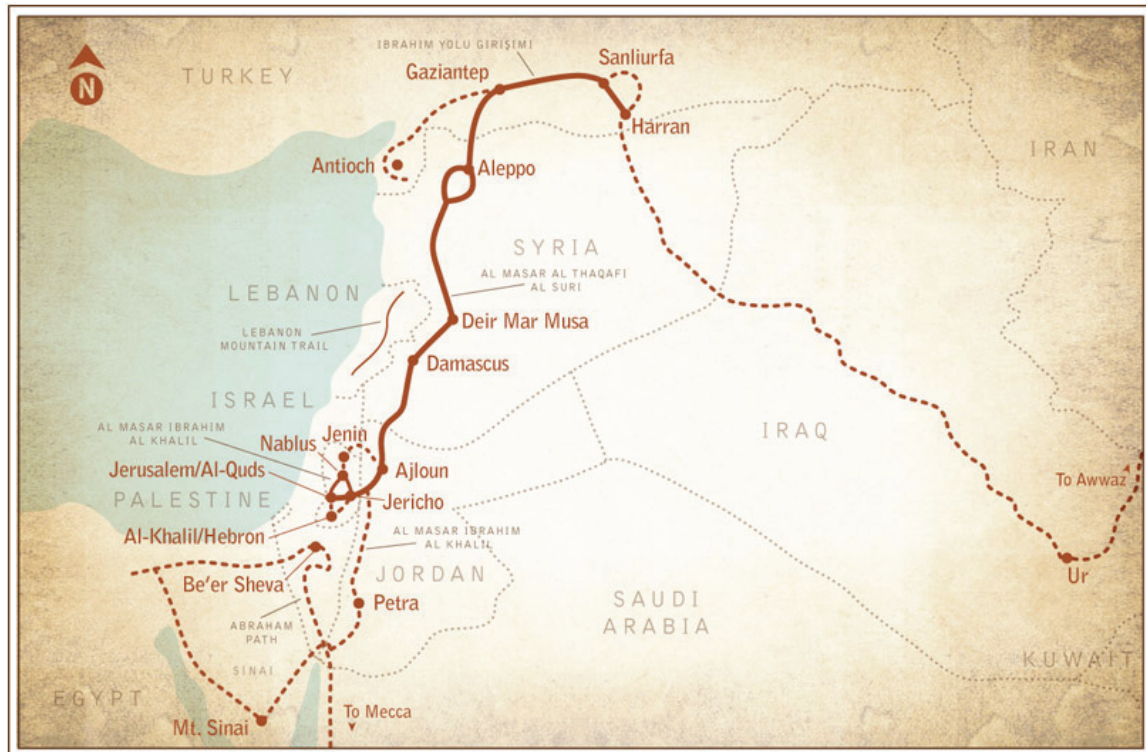 IBRAHIM YOLU GIRIŞIMI
Sanliurfa
N
TURKEY
Gaziantep
Harran
IRAN
Antioch
Aleppo
SYRIA
AL MASAR AL THAQAFI
AL SURI
LEBANON
LEBANON
MOUNTAIN TRAIL
Deir Mar Musa
Damascus
ISRAEL
AL MASAR IBRAHIM
AL KHALIL
Nablus
Jenin
IRAQ
Jerusalem/Al-Quds
Ajloun
To Awwaz
PALESTINE
Jericho
Al-Khalil/Hebron
AL MASAR IBRAHIM
AL KHALIL
Be'er Sheva
JORDAN
Ur
Petra
SAUDI
ARABIA
ABRAHAM
PATH
SINAI
KUWAIT
EGYPT
Mt. Sinai
To Mecca